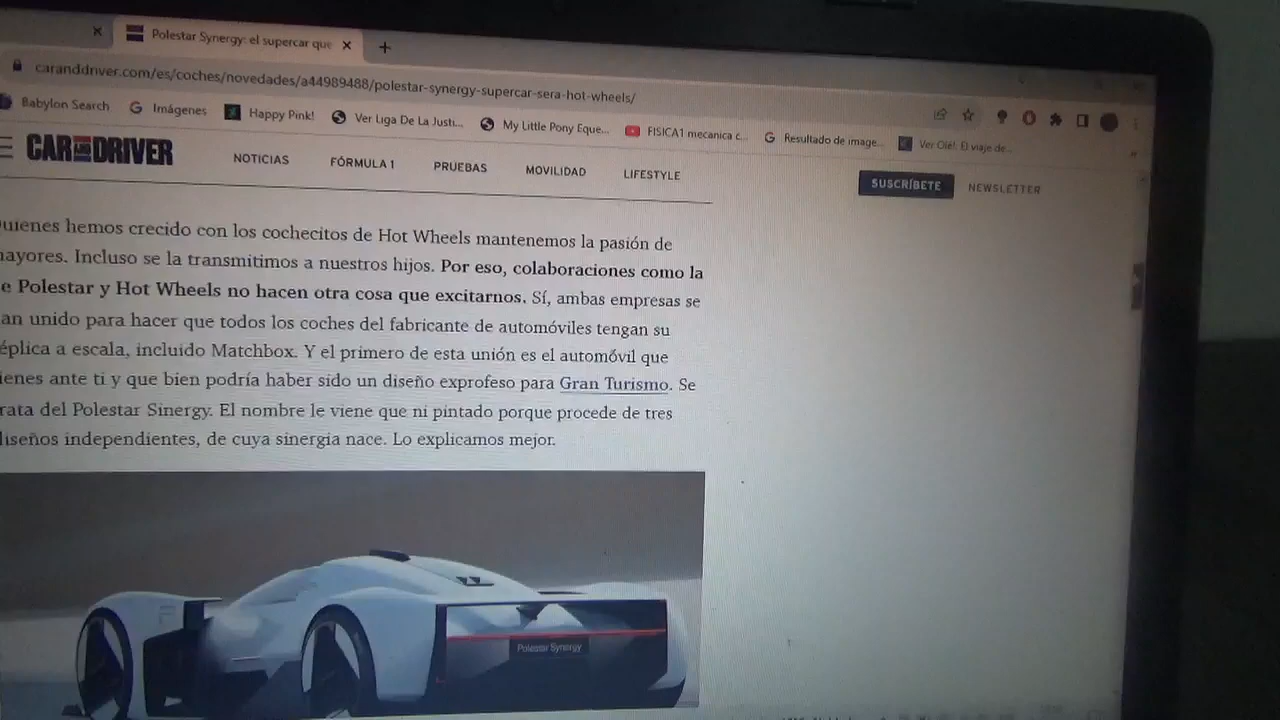 Polestar Synergy: el supercar que
caranddriver.com/es/coches/novedades/a44989488/polestar-synergy-supercar-sera-hot-wheels/
Babylon Search Imágenes Happy Pink! Ver Liga De La Justi... My Little Pony Eque... FISICA1 mecanica c... Resultado de image... Ver Olé!. El viaje de...
CAR AND DRIVER NOTICIAS FÓRMULA 1 PRUEBAS MOVILIDAD LIFESTYLE SUSCRÍBETE NEWSLETTER
uienes hemos crecido con los cochecitos de Hot Wheels mantenemos la pasión de
ayores. Incluso se la transmitimos a nuestros hijos. Por eso, colaboraciones como la
e Polestar y Hot Wheels no hacen otra cosa que excitarnos. Sí, ambas empresas se
an unido para hacer que todos los coches del fabricante de automóviles tengan su
éplica a escala, incluido Matchbox. Y el primero de esta unión es el automóvil que
ienes ante ti y que bien podría haber sido un diseño exprofeso para Gran Turismo. Se
rata del Polestar Sinergy. El nombre le viene que ni pintado porque procede de tres
iseños independientes, de cuya sinergia nace. Lo explicamos mejor.
Polestar Synergy